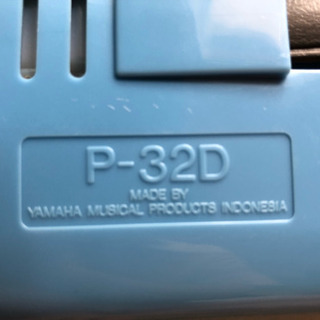 P-32D
MADE BY
YAMAHA MUSICAL PRODUCTS INDONESIA